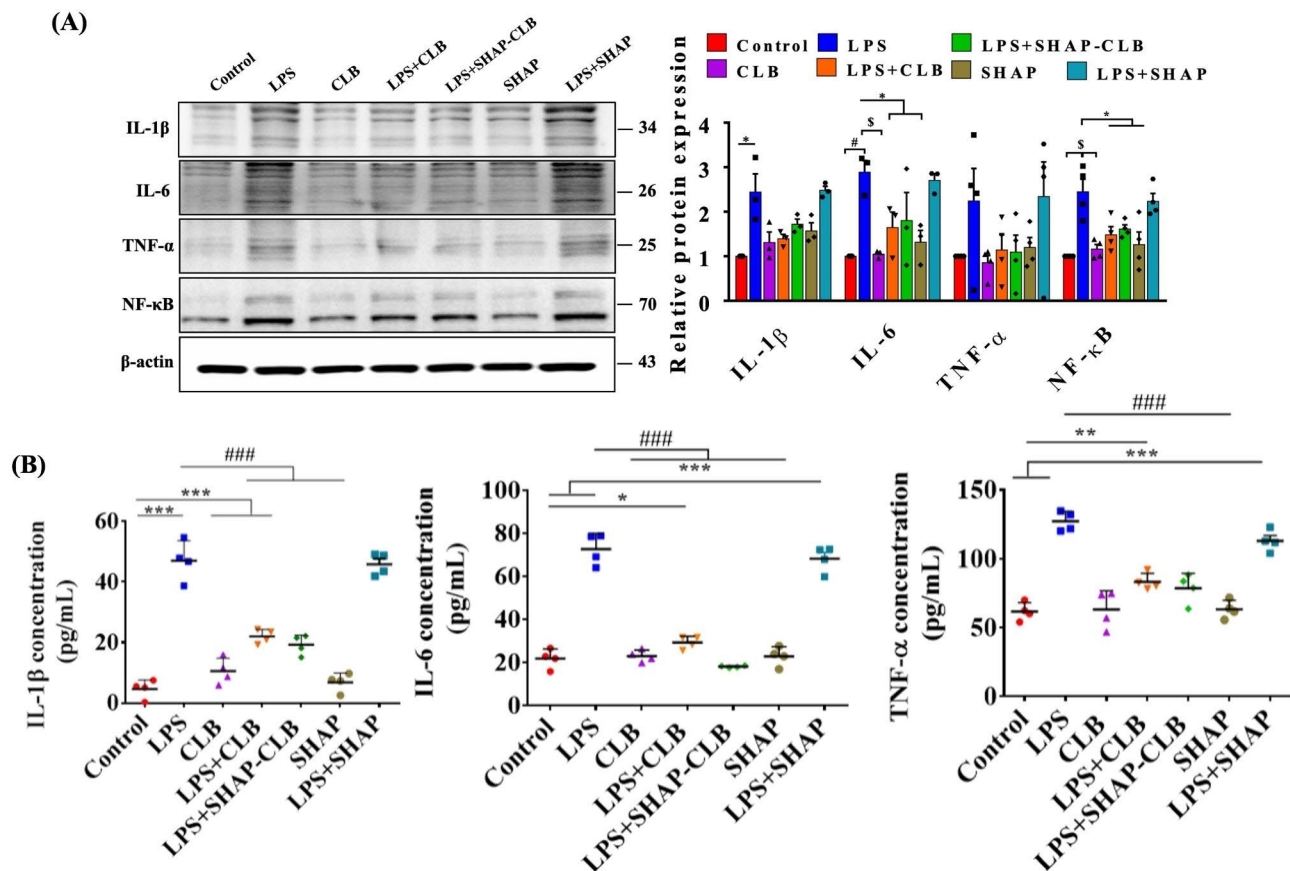 (A)
Control LPS CLB LPS+CLB LPS+SHAP-CLB SHAP LPS+SHAP
IL-1β 34
IL-6 26
TNF-α 25
NF-κB 70
β-actin 43
Control LPS LPS+SHAP-CLB
CLB LPS+CLB SHAP LPS+SHAP
Relative protein expression
4
3
2
1
0
* # $ * $ *
IL-1β IL-6 TNF-α NF-κB
(B)
###
***
***
IL-1β concentration
(pg/mL)
60
40
20
0
Control LPS CLB LPS+CLB LPS+SHAP-CLB SHAP LPS+SHAP
###
***
*
IL-6 concentration
(pg/mL)
100
80
60
40
20
0
Control LPS CLB LPS+CLB LPS+SHAP-CLB SHAP LPS+SHAP
###
**
***
TNF-α concentration
(pg/mL)
150
100
50
0
Control LPS CLB LPS+CLB LPS+SHAP-CLB SHAP LPS+SHAP